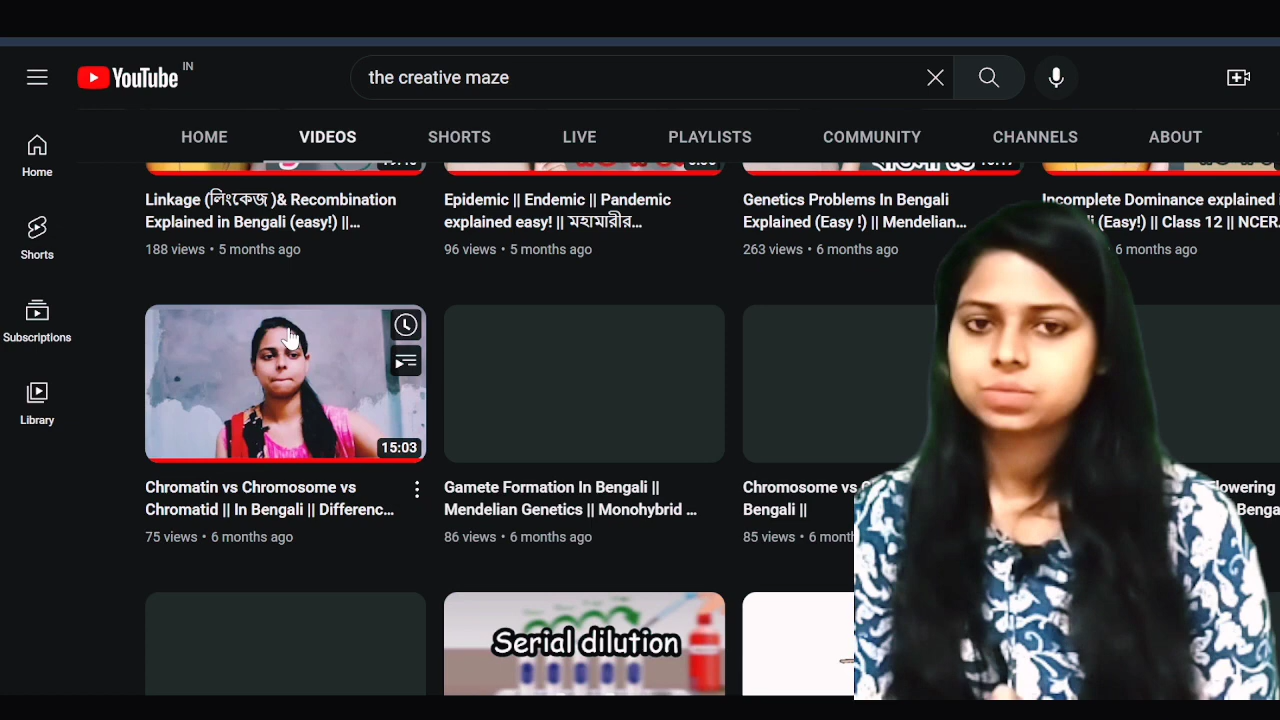 YouTube IN
the creative maze
HOME VIDEOS SHORTS LIVE PLAYLISTS COMMUNITY CHANNELS ABOUT
Home
Shorts
Subscriptions
Library
Linkage (লিংকেজ )& Recombination
Explained in Bengali (easy!) ||...
188 views • 5 months ago
Epidemic || Endemic || Pandemic
explained easy! || মহামারীর...
96 views • 5 months ago
Genetics Problems In Bengali
Explained (Easy !) || Mendelian...
263 views • 6 months ago
Incomplete Dominance explained
(Easy!) || Class 12 || NCER
6 months ago
15:03
Chromatin vs Chromosome vs
Chromatid || In Bengali || Differenc...
75 views • 6 months ago
Gamete Formation In Bengali ||
Mendelian Genetics || Monohybrid ...
86 views • 6 months ago
Chromosome vs
Bengali ||
85 views • 6
Serial dilution